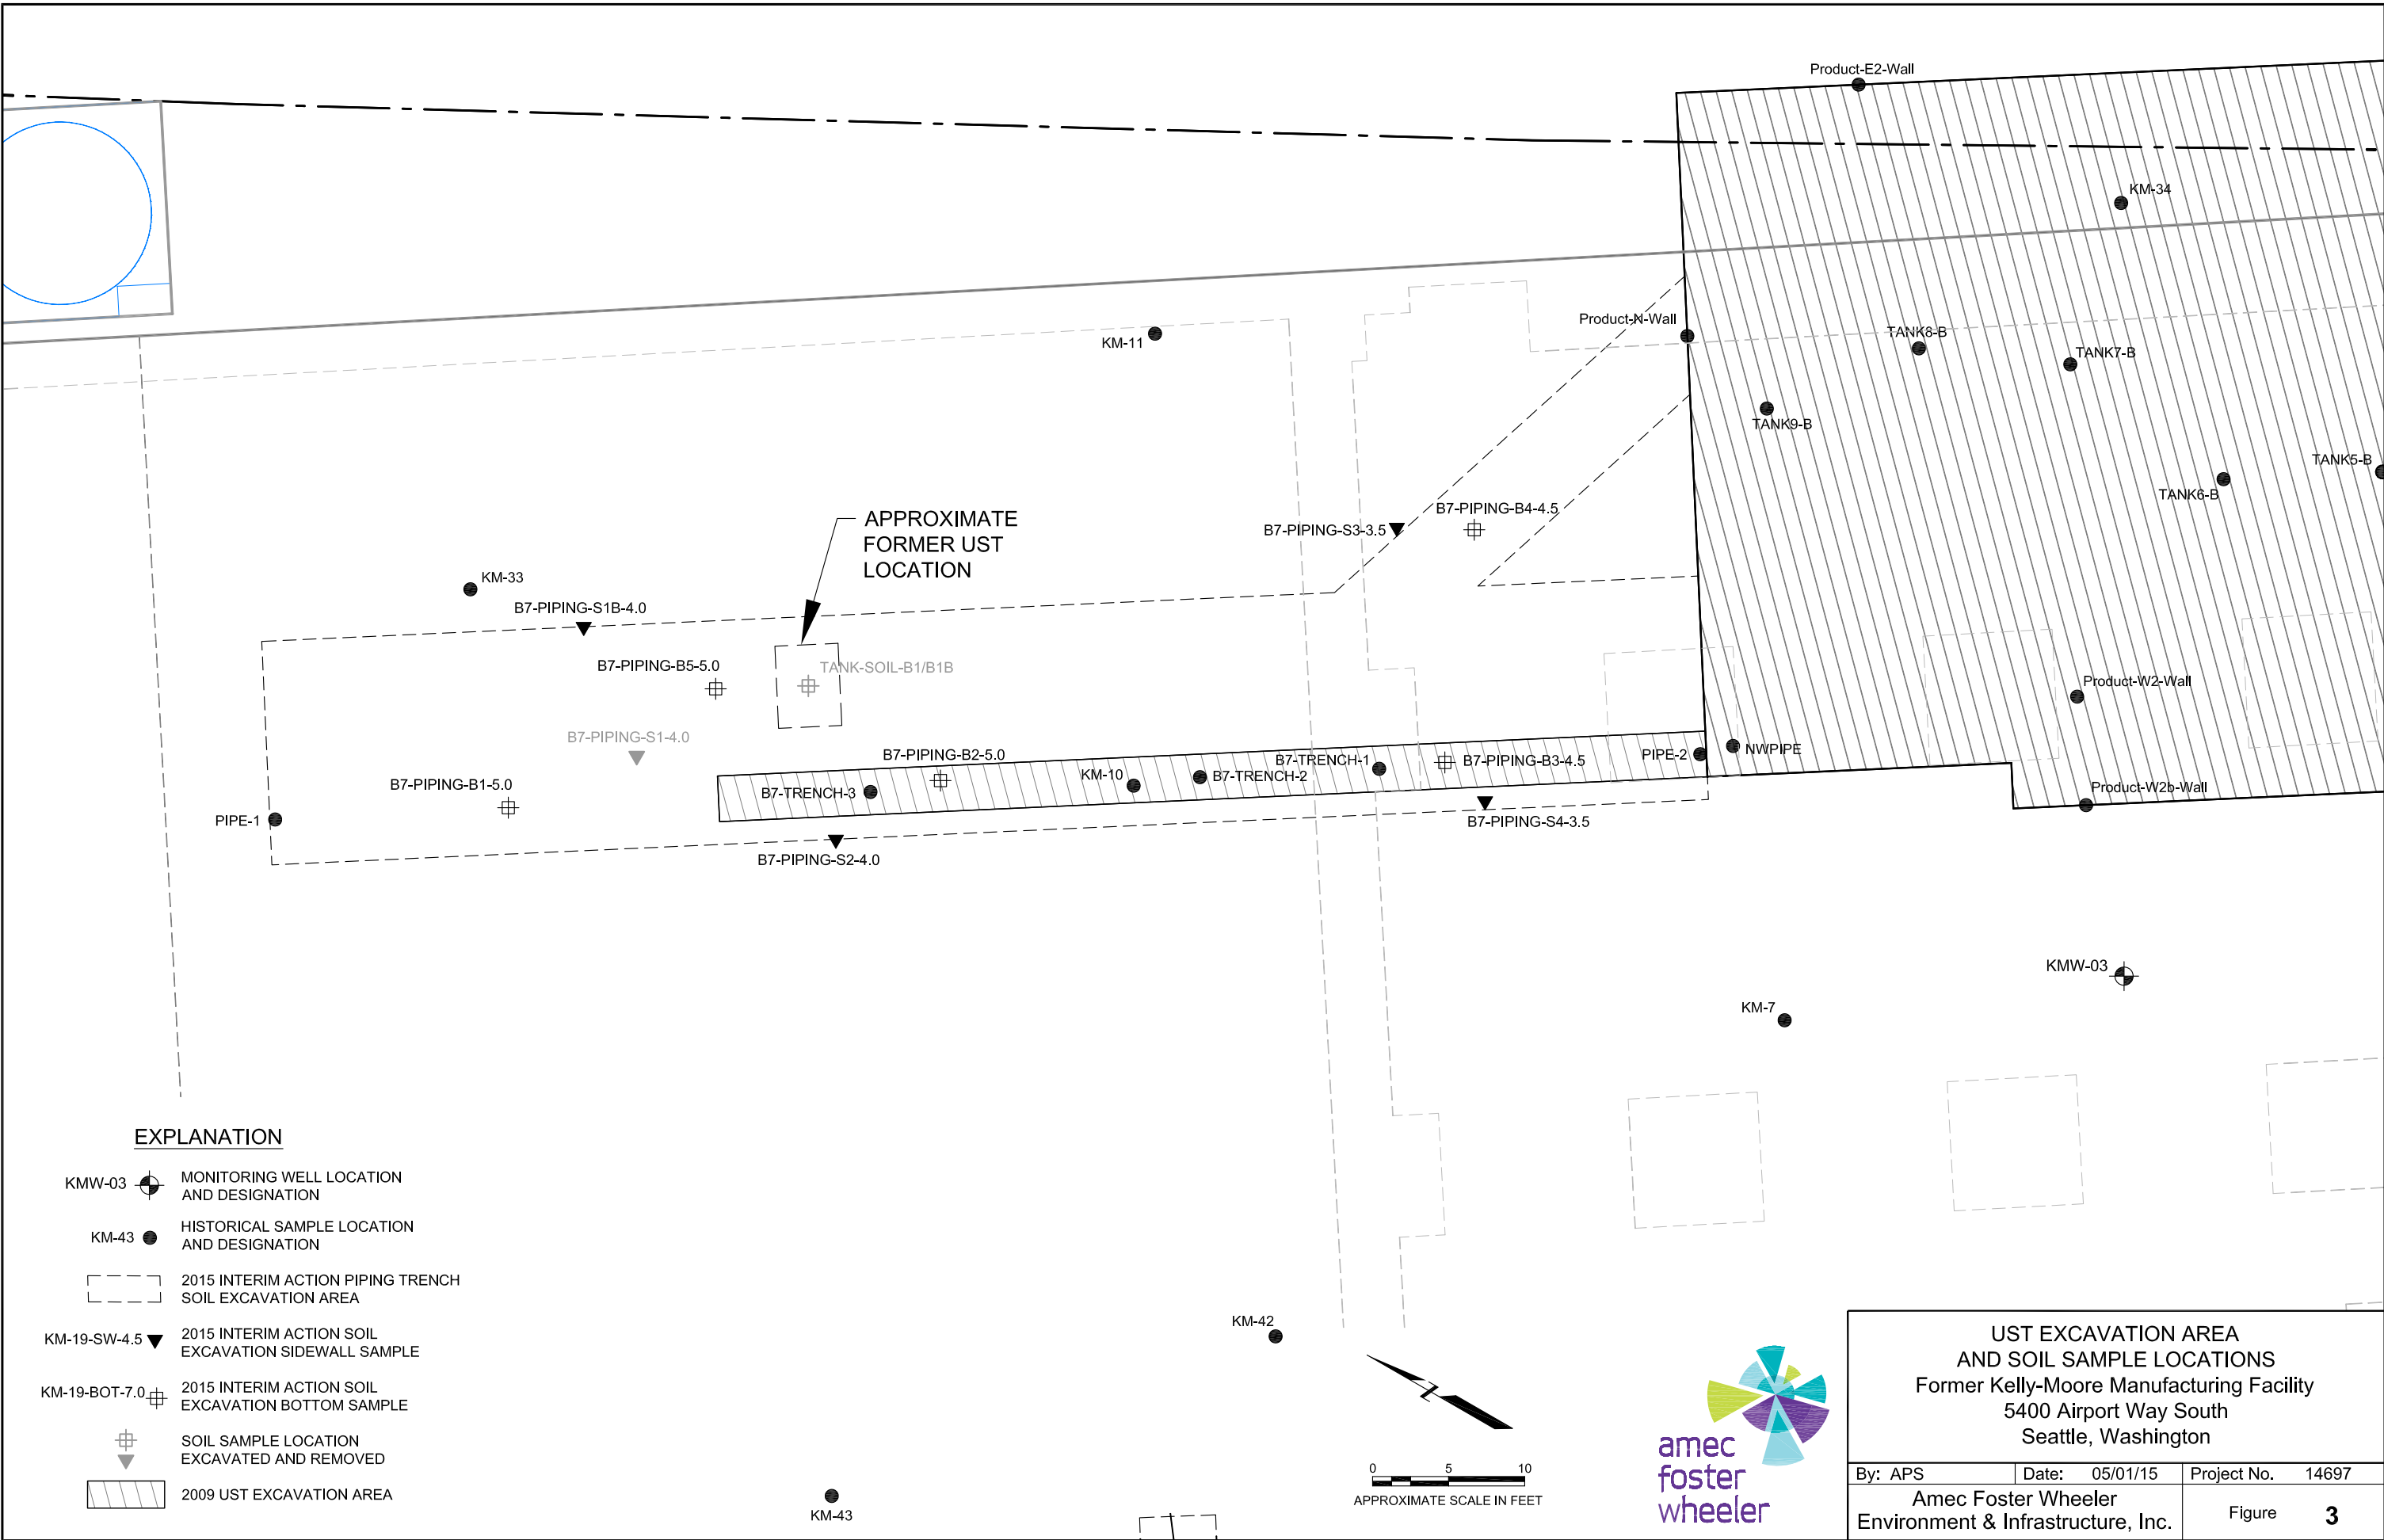 Product-E2-Wall
KM-34
Product-N-Wall
KM-11
TANK8-B
TANK7-B
TANK9-B
TANK5-B
TANK6-B
APPROXIMATE
FORMER UST
LOCATION
B7-PIPING-S3-3.5
B7-PIPING-B4-4.5
KM-33
B7-PIPING-S1B-4.0
B7-PIPING-B5-5.0
TANK-SOIL-B1/B1B
Product-W2-Wall
B7-PIPING-S1-4.0
B7-PIPING-B2-5.0
B7-TRENCH-1
B7-PIPING-B3-4.5
PIPE-2
NWPIPE
B7-PIPING-B1-5.0
B7-TRENCH-3
KM-10
B7-TRENCH-2
Product-W2b-Wall
PIPE-1
B7-PIPING-S4-3.5
B7-PIPING-S2-4.0
KMW-03
KM-7
EXPLANATION
KMW-03
MONITORING WELL LOCATION
AND DESIGNATION
KM-43
HISTORICAL SAMPLE LOCATION
AND DESIGNATION
2015 INTERIM ACTION PIPING TRENCH
SOIL EXCAVATION AREA
KM-19-SW-4.5
2015 INTERIM ACTION SOIL
EXCAVATION SIDEWALL SAMPLE
KM-19-BOT-7.0
2015 INTERIM ACTION SOIL
EXCAVATION BOTTOM SAMPLE
SOIL SAMPLE LOCATION
EXCAVATED AND REMOVED
2009 UST EXCAVATION AREA
KM-42
KM-43
0 5 10
APPROXIMATE SCALE IN FEET
amec
foster
wheeler
UST EXCAVATION AREA
AND SOIL SAMPLE LOCATIONS
Former Kelly-Moore Manufacturing Facility
5400 Airport Way South
Seattle, Washington
By: APS Date: 05/01/15 Project No. 14697
Amec Foster Wheeler
Environment & Infrastructure, Inc.
Figure 3